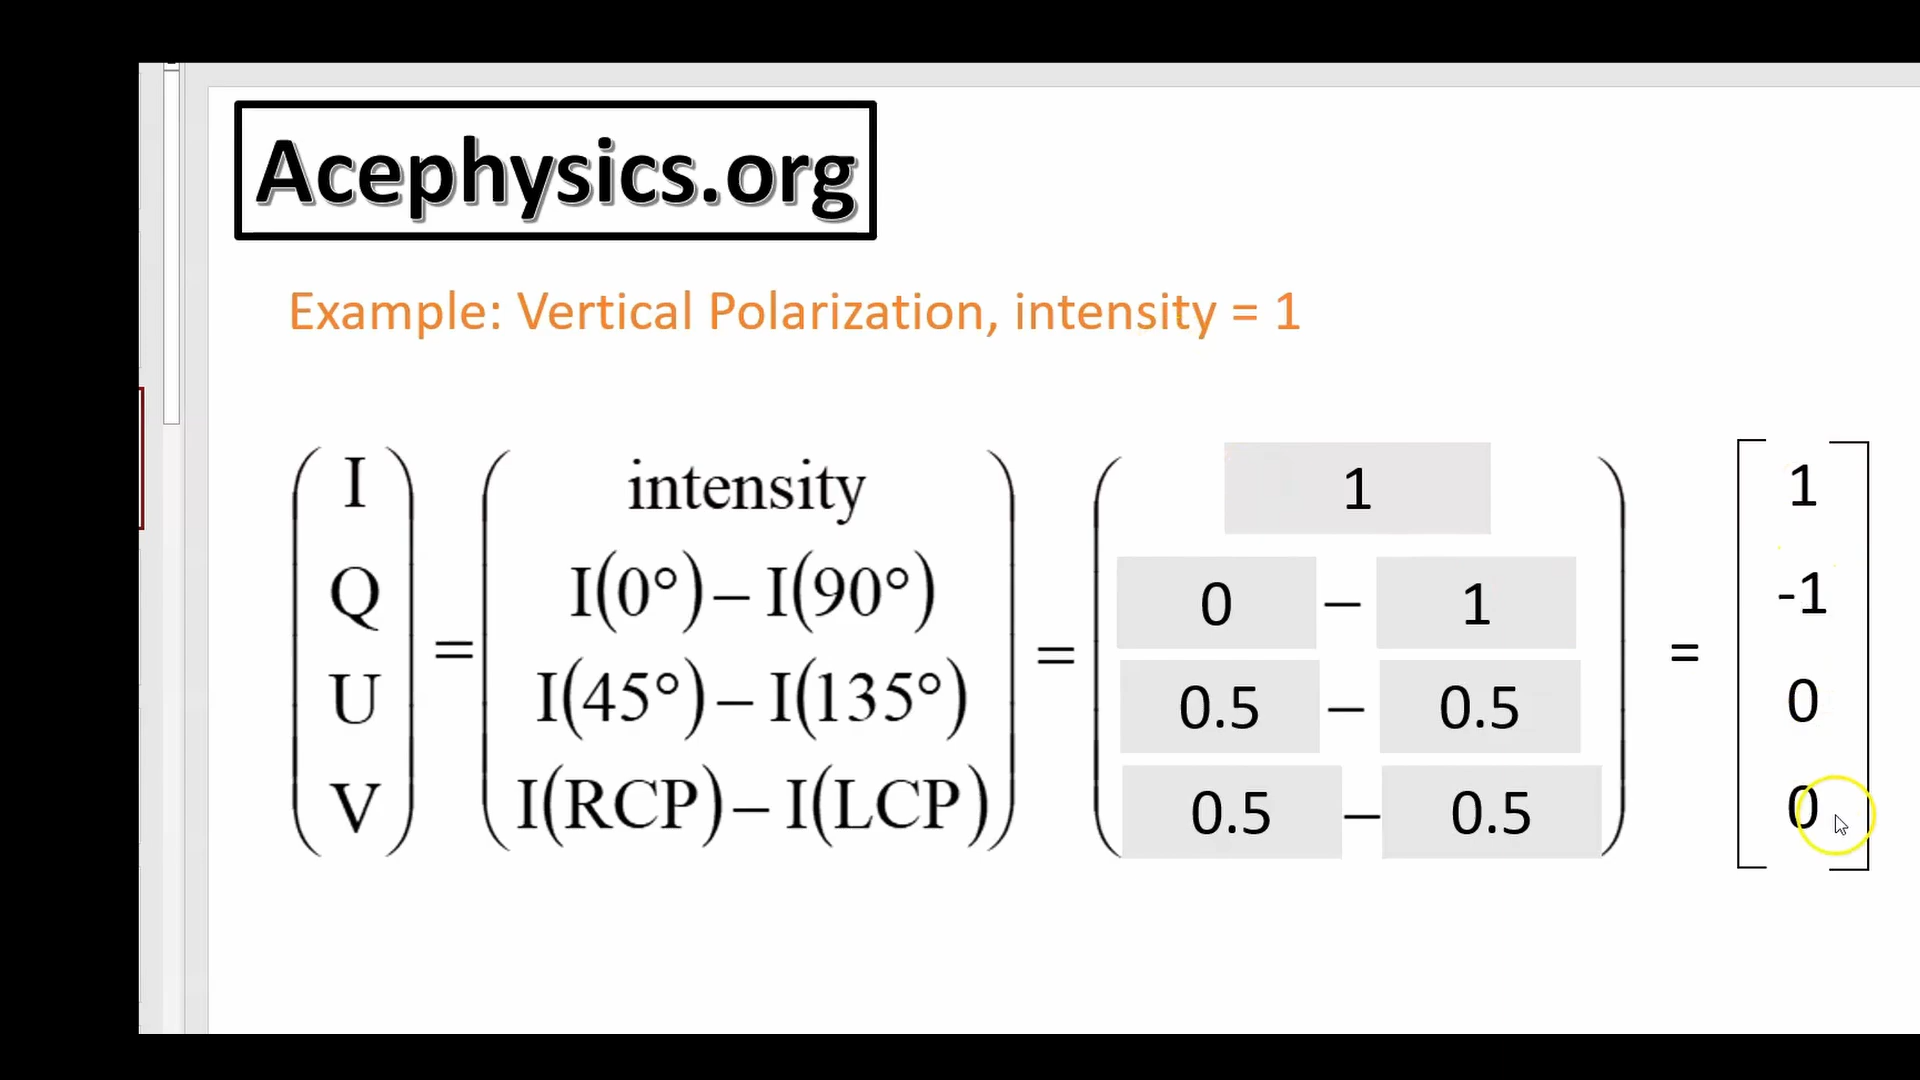 Acephysics.org
Example: Vertical Polarization, intensity = 1
I intensity 1 1
Q I(0°) – I(90°) 0 – 1 -1
= = =
U I(45°) – I(135°) 0.5 – 0.5 0
V I(RCP) – I(LCP) 0.5 – 0.5 0